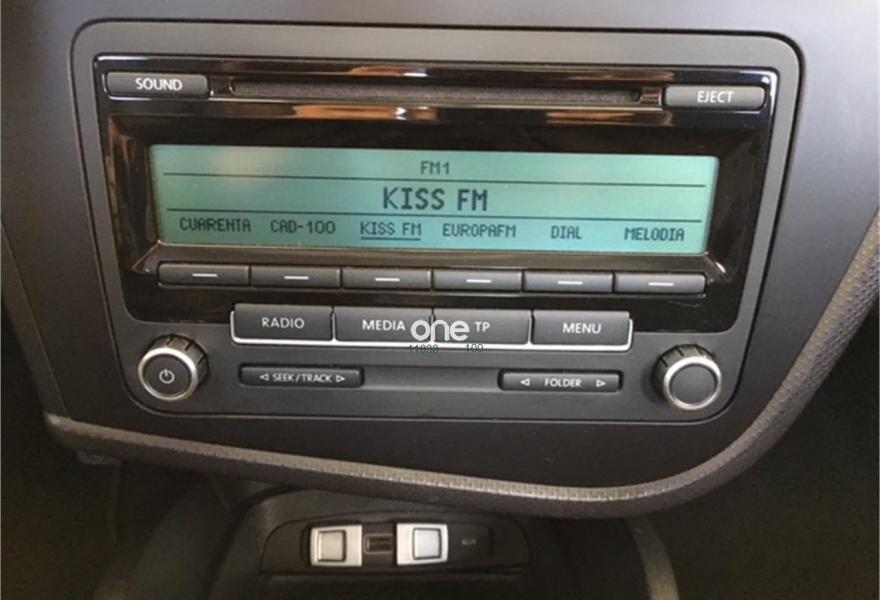 SOUND
EJECT
FM1
KISS FM
CUARENTA CAD-100 KISS FM EUROPAFM DIAL MELODIA
RADIO MEDIA one TP MENU
◁ SEEK/TRACK ▷
◁ FOLDER ▷